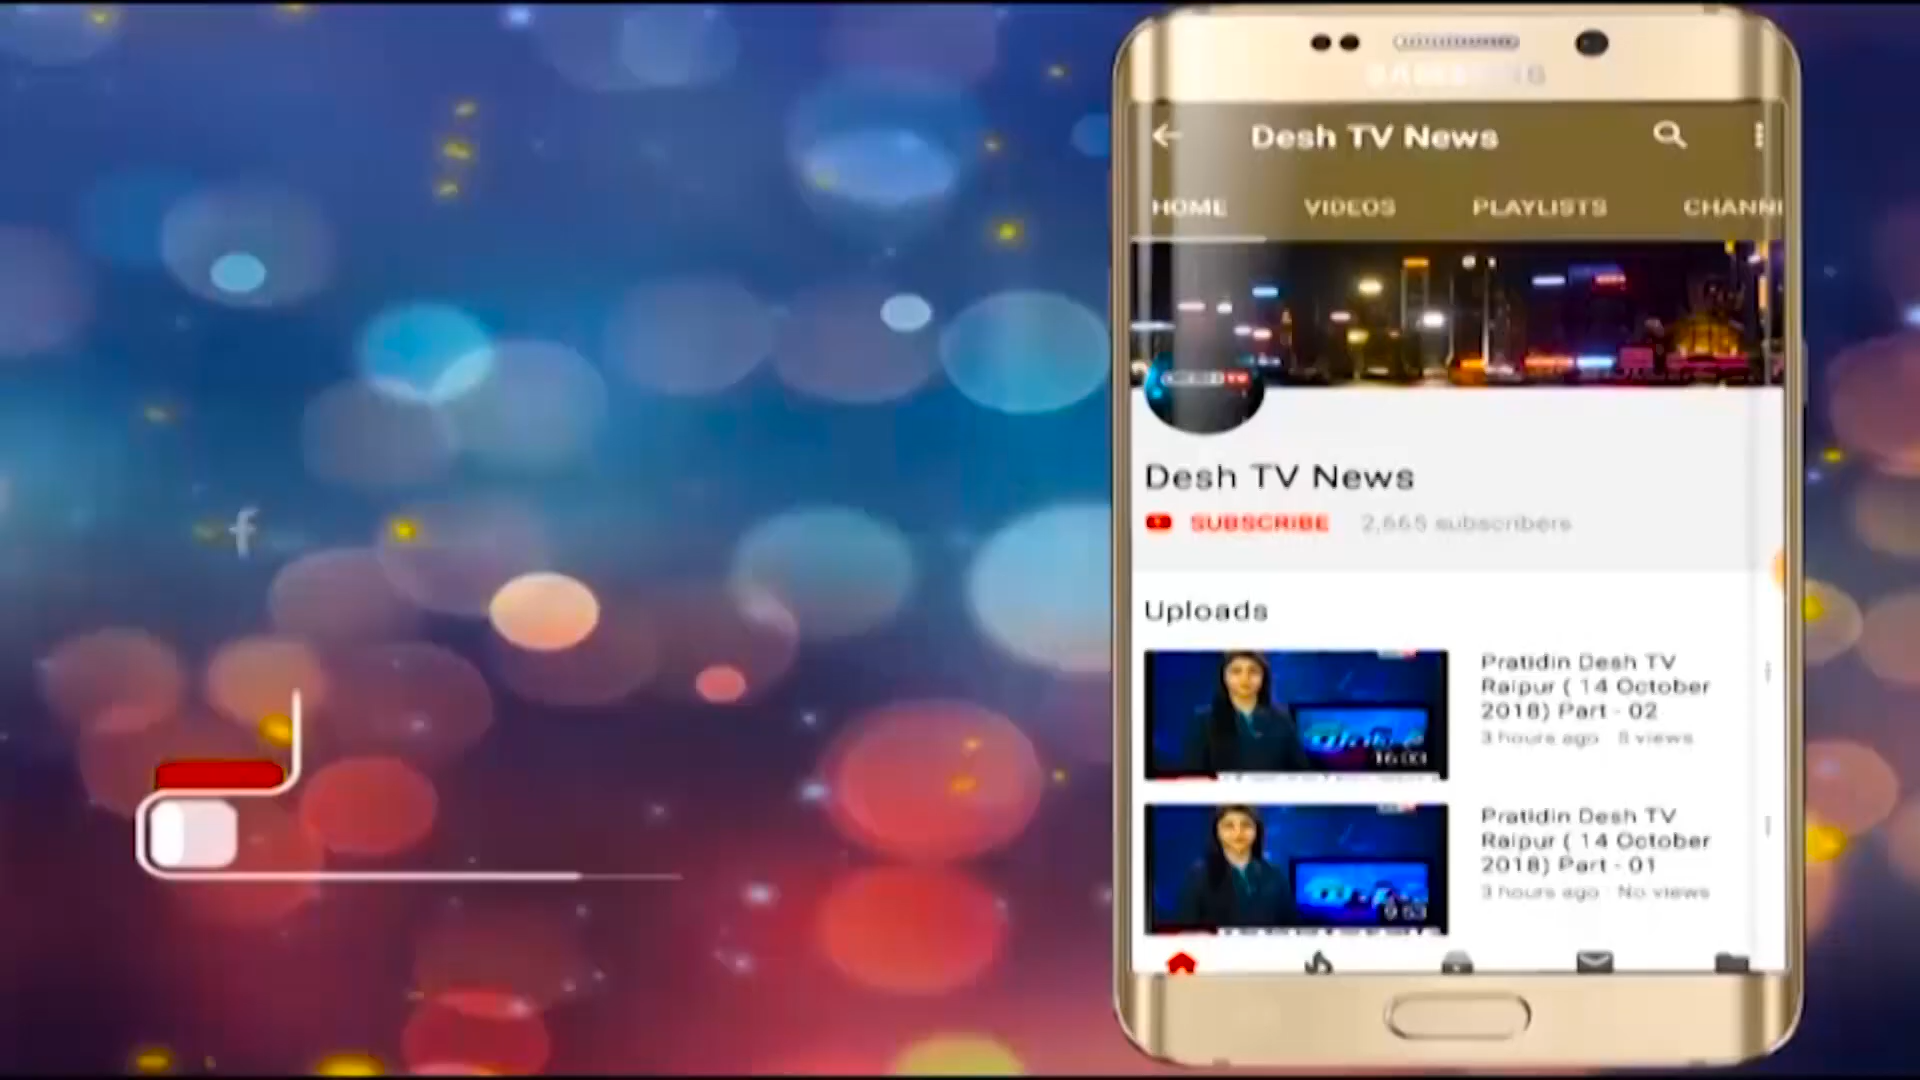 Desh TV News
HOME VIDEOS PLAYLISTS CHANN
Desh TV News
SUBSCRIBE 2,665 subscribers
Uploads
Pratidin Desh TV
Raipur ( 14 October
2018) Part - 02
3 hours ago · 8 views
16:03
Pratidin Desh TV
Raipur ( 14 October
2018) Part - 01
3 hours ago · No views
9:53
f